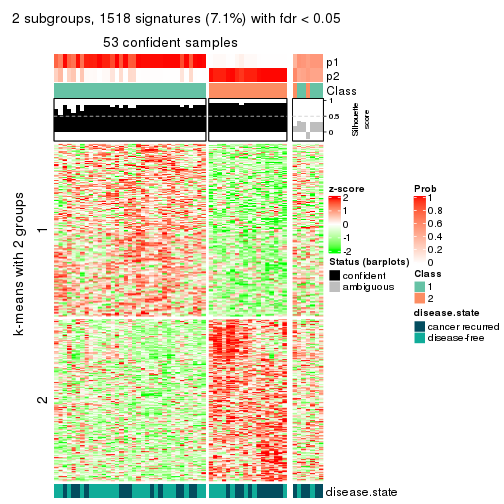 2 subgroups, 1518 signatures (7.1%) with fdr < 0.05
53 confident samples
p1
p2
Class
1
0.5
0
Silhouette
score
k-means with 2 groups
1
2
disease.state
z-score
2
1
0
-1
-2
Status (barplots)
confident
ambiguous
Prob
1
0.8
0.6
0.4
0.2
0
Class
1
2
disease.state
cancer recurred
disease-free